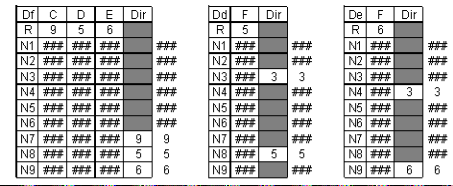 Df C D E Dir
R 9 5 6
N1 ### ### ### ###
N2 ### ### ### ###
N3 ### ### ### ###
N4 ### ### ### ###
N5 ### ### ### ###
N6 ### ### ### ###
N7 ### ### ### 9 9
N8 ### ### ### 5 5
N9 ### ### ### 6 6
Dd F Dir
R 5
N1 ### ###
N2 ### ###
N3 ### 3 3
N4 ### ###
N5 ### ###
N6 ### ###
N7 ### ###
N8 ### 5 5
N9 ### ###
De F Dir
R 6
N1 ### ###
N2 ### ###
N3 ### ###
N4 ### 3 3
N5 ### ###
N6 ### ###
N7 ### ###
N8 ### ###
N9 ### 6 6